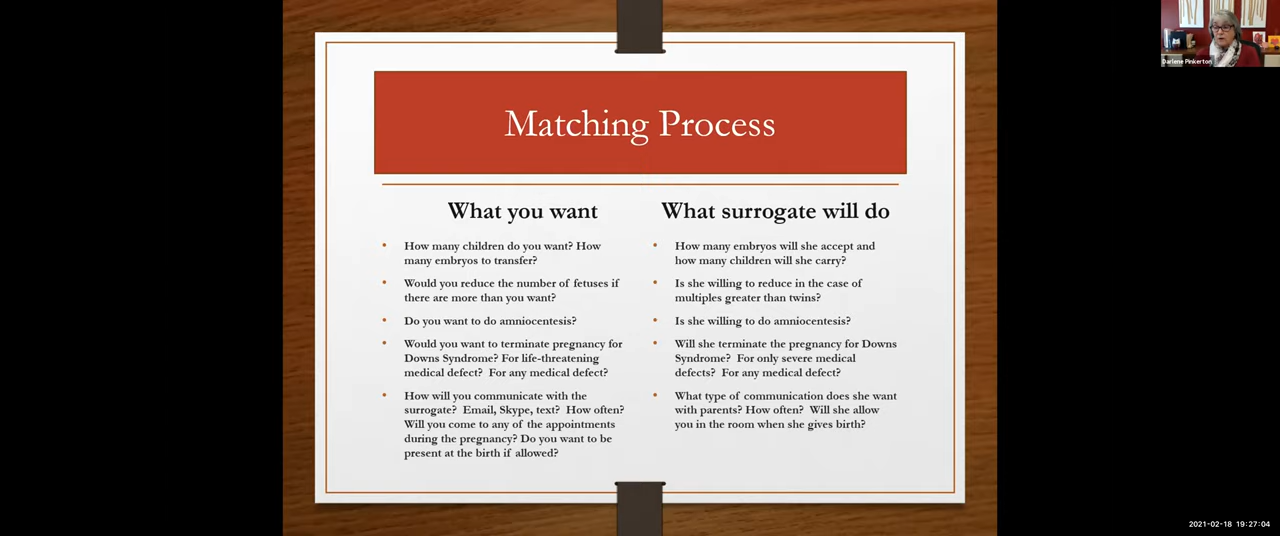 Matching Process
What you want
• How many children do you want? How
many embryos to transfer?
• Would you reduce the number of fetuses if
there are more than you want?
• Do you want to do amniocentesis?
• Would you want to terminate pregnancy for
Downs Syndrome? For life-threatening
medical defect? For any medical defect?
• How will you communicate with the
surrogate? Email, Skype, text? How often?
Will you come to any of the appointments
during the pregnancy? Do you want to be
present at the birth if allowed?
What surrogate will do
• How many embryos will she accept and
how many children will she carry?
• Is she willing to reduce in the case of
multiples greater than twins?
• Is she willing to do amniocentesis?
• Will she terminate the pregnancy for Downs
Syndrome? For only severe medical
defects? For any medical defect?
• What type of communication does she want
with parents? How often? Will she allow
you in the room when she gives birth?
Darlene Pinkerton
2021-02-18 19:27:04